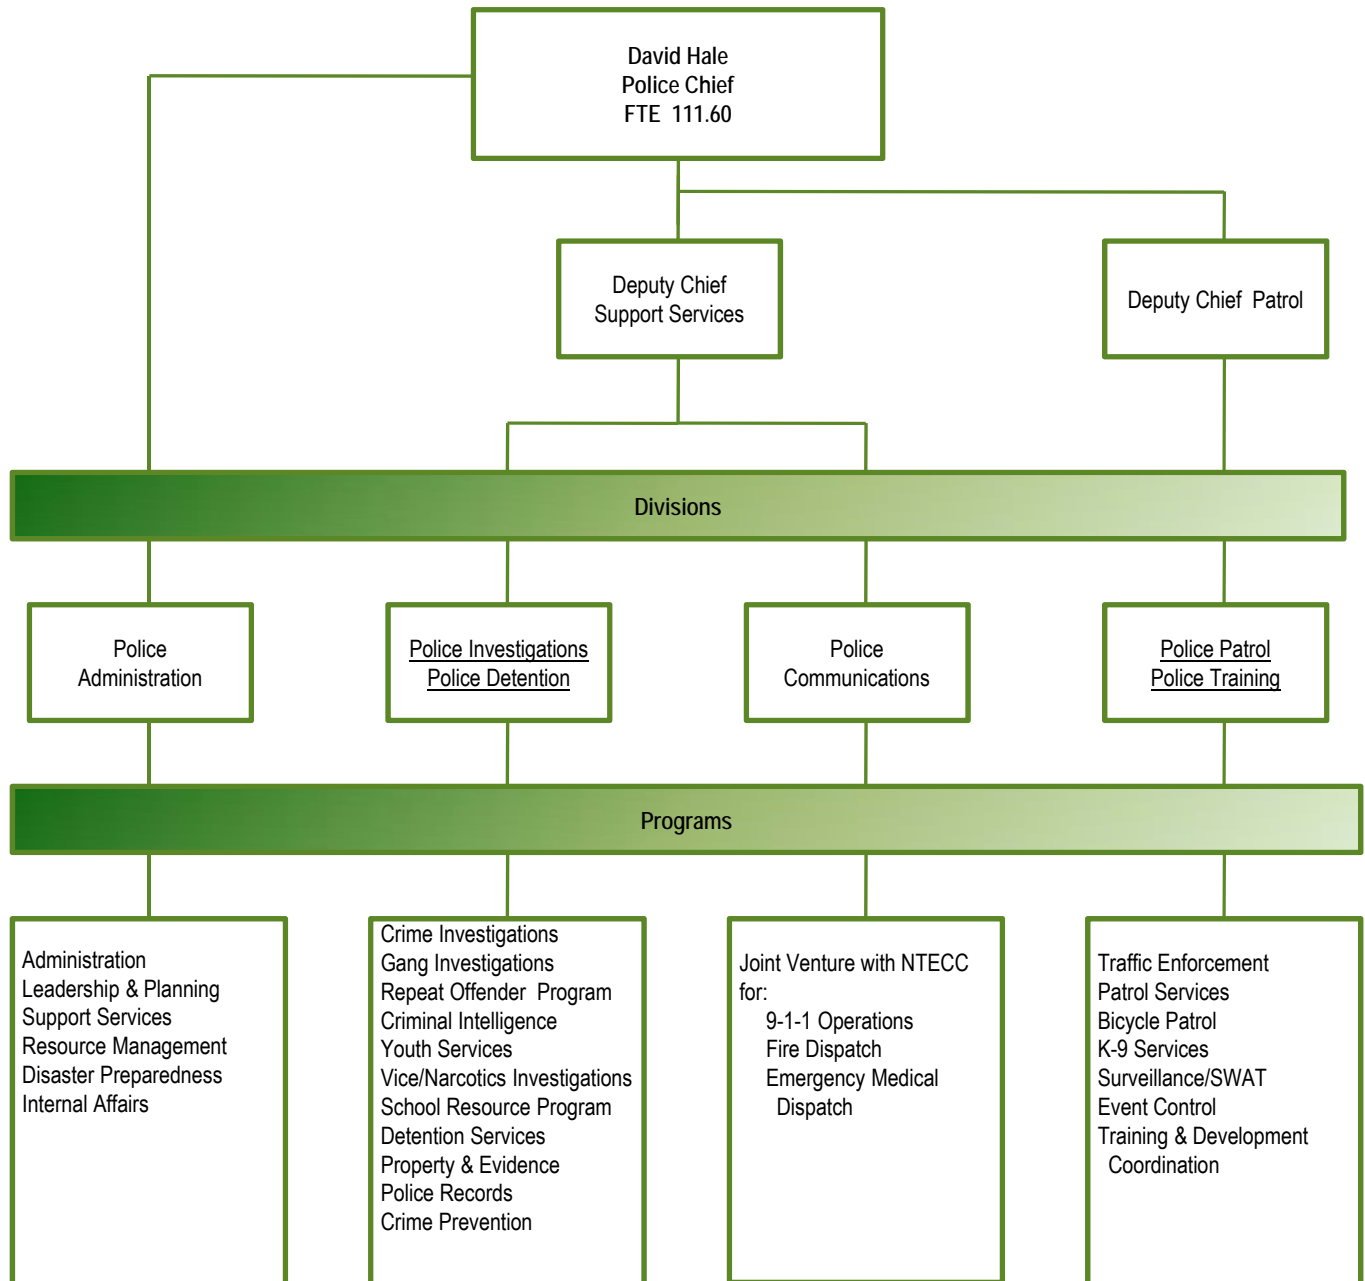 David Hale
Police Chief
FTE 111.60
Deputy Chief
Support Services
Deputy Chief Patrol
Divisions
Police
Administration
Police Investigations
Police Detention
Police
Communications
Police Patrol
Police Training
Programs
Administration
Leadership & Planning
Support Services
Resource Management
Disaster Preparedness
Internal Affairs
Crime Investigations
Gang Investigations
Repeat Offender Program
Criminal Intelligence
Youth Services
Vice/Narcotics Investigations
School Resource Program
Detention Services
Property & Evidence
Police Records
Crime Prevention
Joint Venture with NTECC
for:
9-1-1 Operations
Fire Dispatch
Emergency Medical
Dispatch
Traffic Enforcement
Patrol Services
Bicycle Patrol
K-9 Services
Surveillance/SWAT
Event Control
Training & Development
Coordination